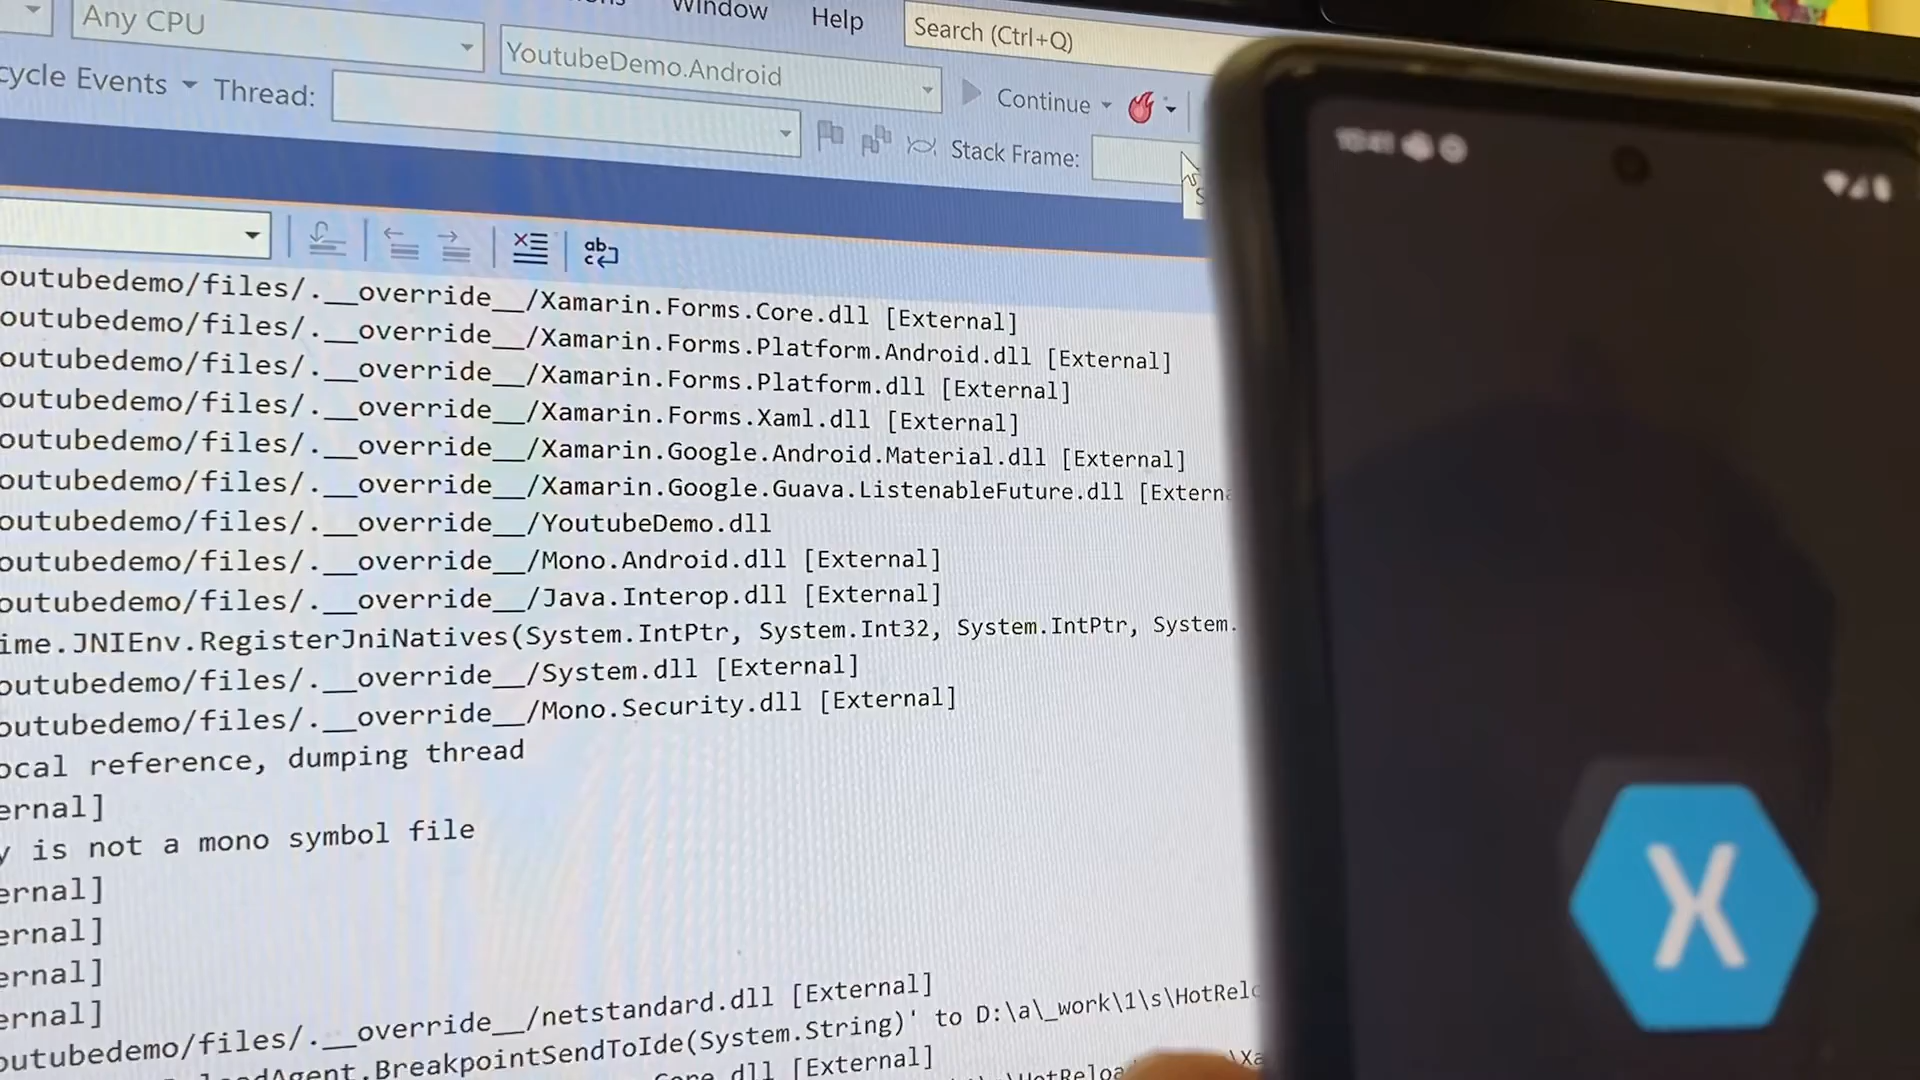 Window Help Search (Ctrl+Q)
Any CPU YoutubeDemo.Android Continue
cycle Events Thread: Stack Frame:
outubedemo/files/.__override__/Xamarin.Forms.Core.dll [External]
outubedemo/files/.__override__/Xamarin.Forms.Platform.Android.dll [External]
outubedemo/files/.__override__/Xamarin.Forms.Platform.dll [External]
outubedemo/files/.__override__/Xamarin.Forms.Xaml.dll [External]
outubedemo/files/.__override__/Xamarin.Google.Android.Material.dll [External]
outubedemo/files/.__override__/Xamarin.Google.Guava.ListenableFuture.dll [Externa
outubedemo/files/.__override__/YoutubeDemo.dll
outubedemo/files/.__override__/Mono.Android.dll [External]
outubedemo/files/.__override__/Java.Interop.dll [External]
ime.JNIEnv.RegisterJniNatives(System.IntPtr, System.Int32, System.IntPtr, System.
outubedemo/files/.__override__/System.dll [External]
outubedemo/files/.__override__/Mono.Security.dll [External]
ocal reference, dumping thread
ernal]
y is not a mono symbol file
ernal]
ernal]
ernal]
ernal]
outubedemo/files/.__override__/netstandard.dll [External]
loadAgent.BreakpointSendToIde(System.String)' to D:\a\_work\1\s\HotRelo
Core.dll [External]
10:41
X